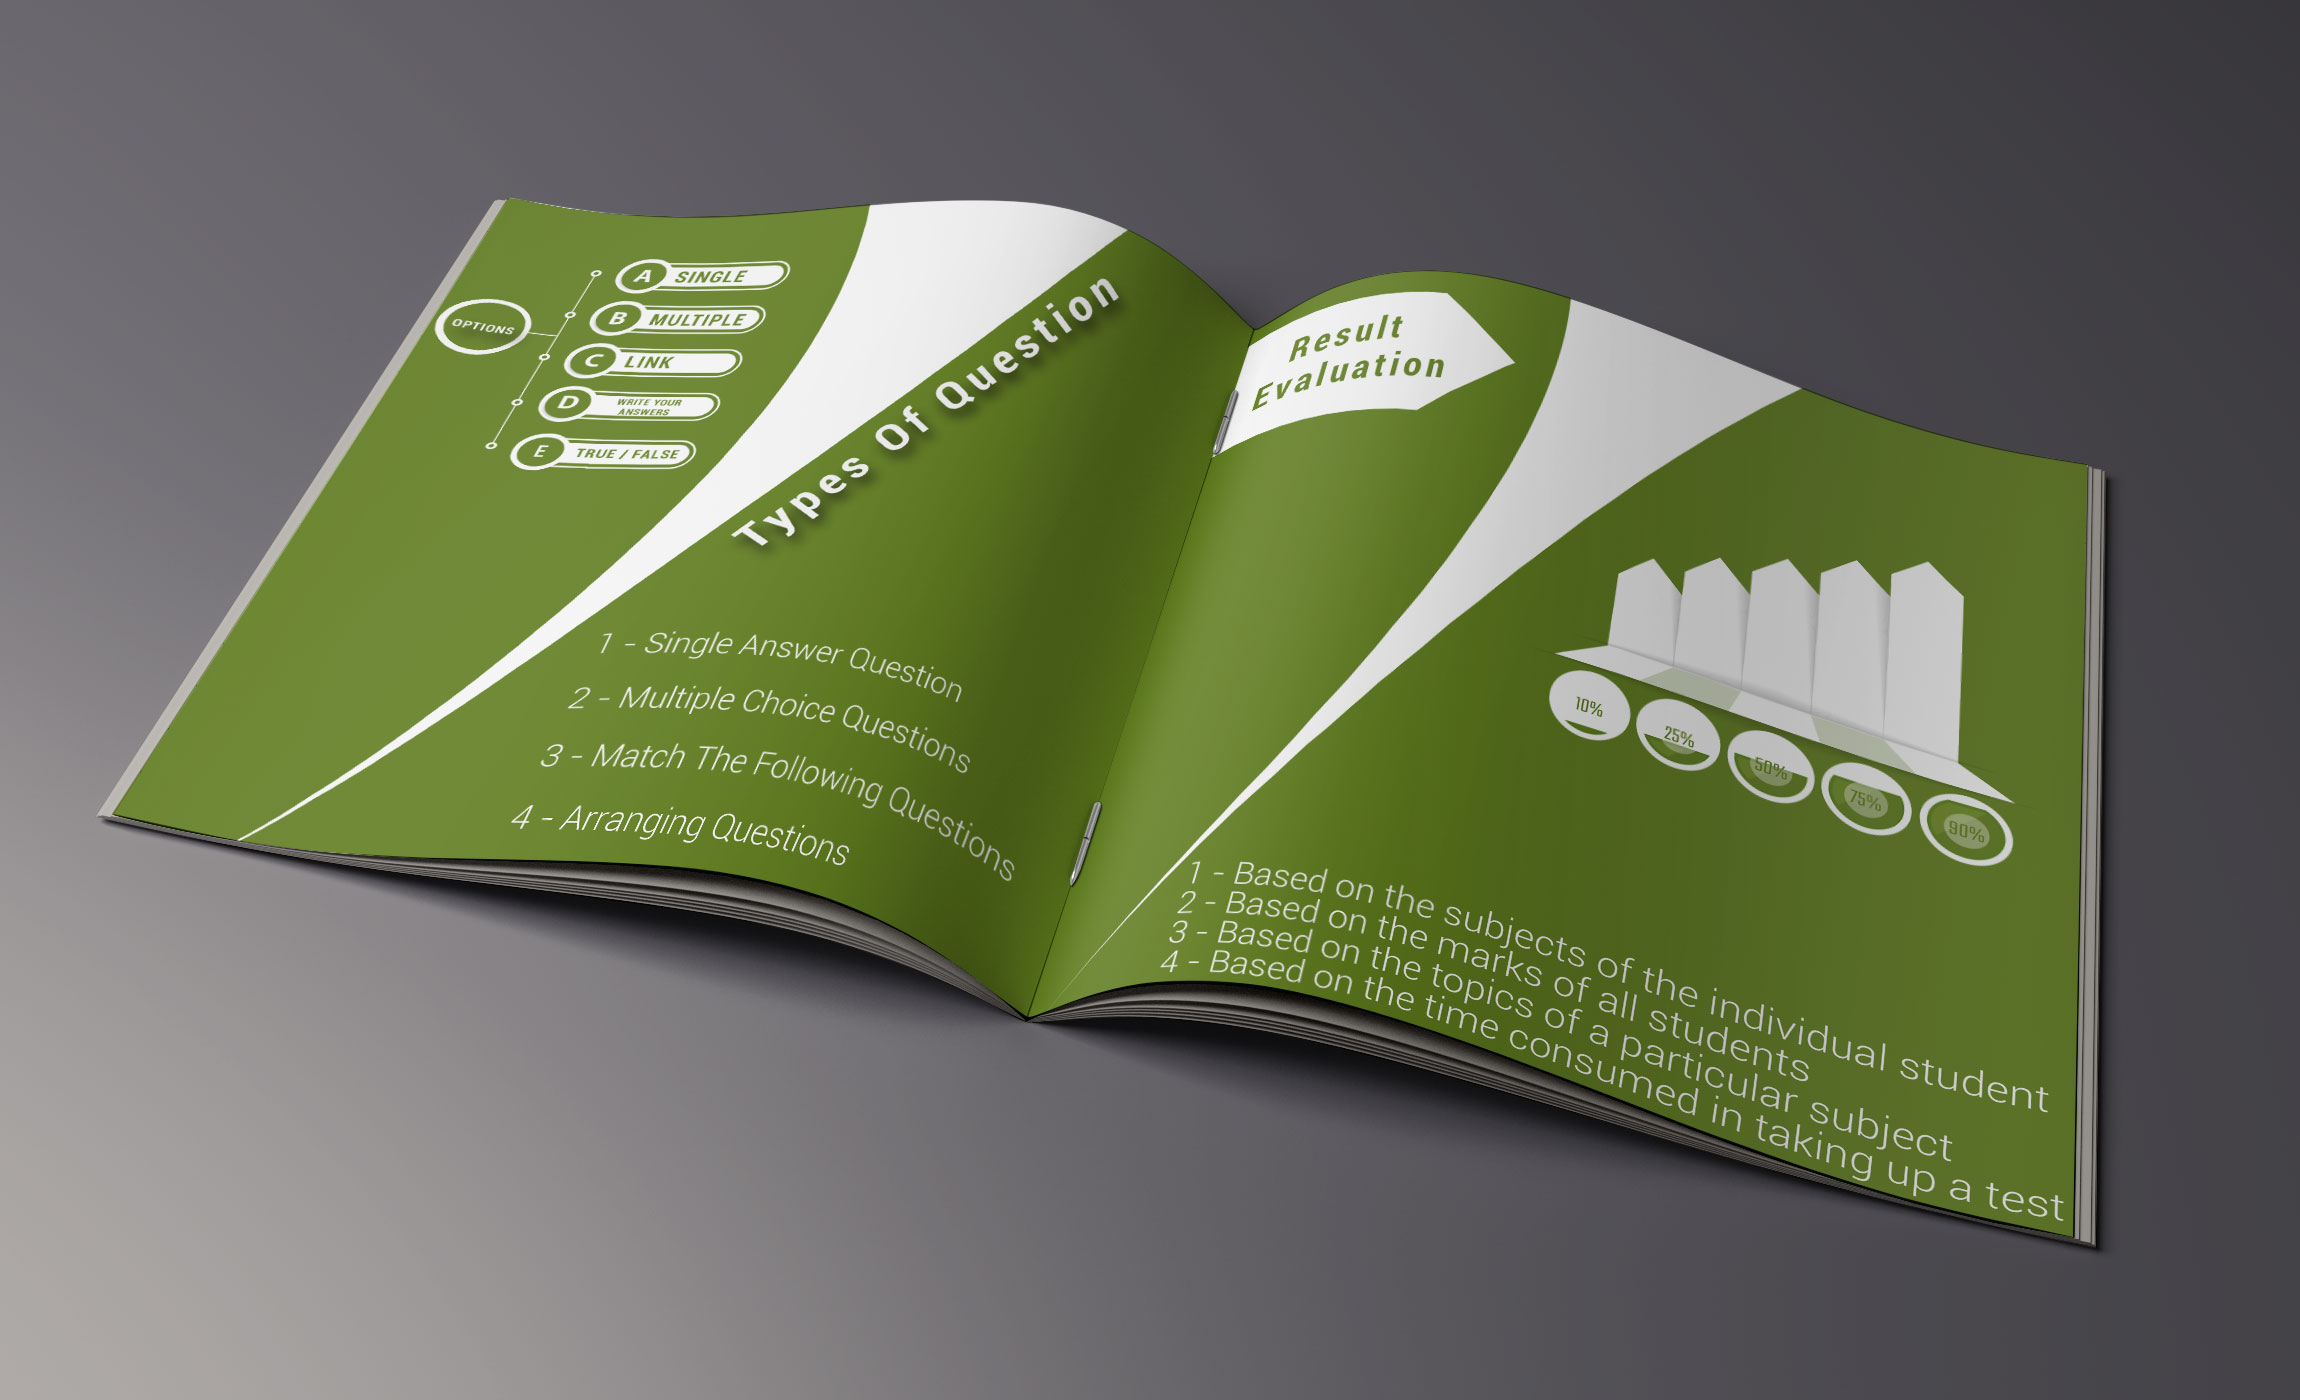 OPTIONS
A SINGLE
B MULTIPLE
C LINK
D WRITE YOUR
ANSWERS
E TRUE / FALSE
Types Of Question
1 - Single Answer Question
2 - Multiple Choice Questions
3 - Match The Following Questions
4 - Arranging Questions
Result
Evaluation
10%
25%
50%
75%
90%
1 - Based on the subjects of the individual student
2 - Based on the marks of all students
3 - Based on the topics of a particular subject
4 - Based on the time consumed in taking up a test